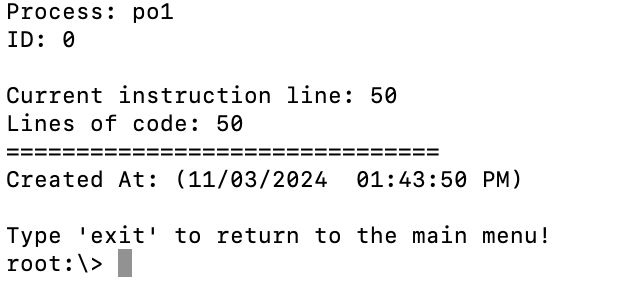 Process: po1
ID: 0
Current instruction line: 50
Lines of code: 50
===============================
Created At: (11/03/2024  01:43:50 PM)
Type 'exit' to return to the main menu!
root:\>